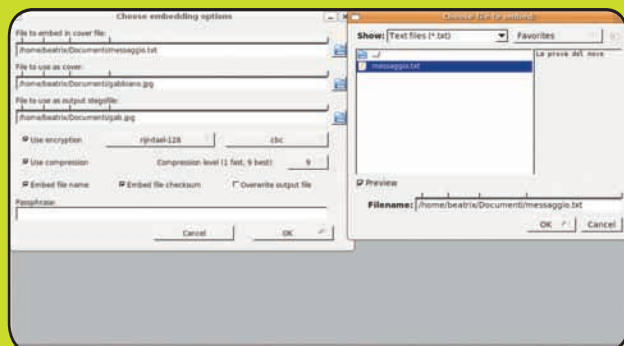 Choose embedding options
File to embed in cover file:
/home/beatrix/Documenti/messaggio.txt
File to use as cover:
/home/beatrix/Documenti/gabbiano.jpg
File to use as output stegofile:
/home/beatrix/Documenti/gab.jpg
Use encryption rijndael-128 cbc
Use compression Compression level (1 fast, 9 best): 9
Embed file name Embed file checksum Overwrite output file
Passphrase:
Cancel OK
Choose file to embed:
Show: Text files (*.txt) Favorites
../
messaggio.txt
La prova del nove
Preview
Filename: /home/beatrix/Documenti/messaggio.txt
OK Cancel